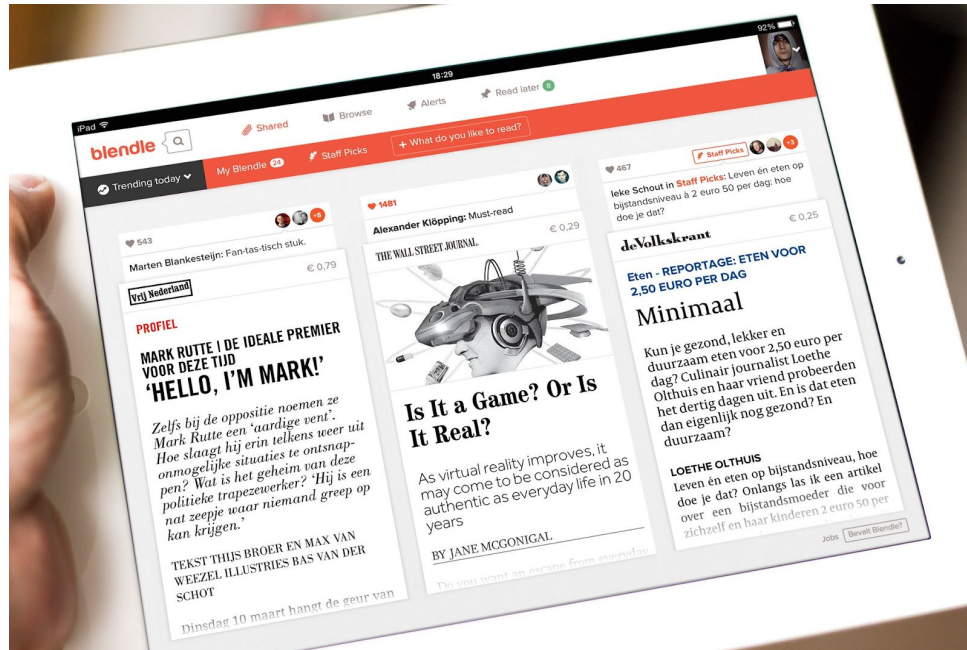 iPad
18:29
92%
blendle
Shared
Browse
Alerts
Read later 8
Trending today
My Blendle 24
Staff Picks
+ What do you like to read?
543
+8
Marten Blankesteijn: Fan-tas-tisch stuk.
Vrij Nederland
€ 0,79
PROFIEL
MARK RUTTE | DE IDEALE PREMIER
VOOR DEZE TIJD
‘HELLO, I’M MARK!’
Zelfs bij de oppositie noemen ze
Mark Rutte een ‘aardige vent’.
Hoe slaagt hij erin telkens weer uit
onmogelijke situaties te ontsnap-
pen? Wat is het geheim van deze
politieke trapezewerker? ‘Hij is een
nat zeepje waar niemand greep op
kan krijgen.’
TEKST THIJS BROER EN MAX VAN
WEEZEL ILLUSTRIES BAS VAN DER
SCHOT
Dinsdag 10 maart hangt de geur van
1481
Alexander Klöpping: Must-read
THE WALL STREET JOURNAL.
€ 0,29
Is It a Game? Or Is
It Real?
As virtual reality improves, it
may come to be considered as
authentic as everyday life in 20
years
BY JANE MCGONIGAL
Do you want an escape from everyday
467
Staff Picks
+3
Ieke Schout in Staff Picks: Leven én eten op
bijstandsniveau à 2 euro 50 per dag: hoe
doe je dat?
deVolkskrant
€ 0,25
Eten - REPORTAGE: ETEN VOOR
2,50 EURO PER DAG
Minimaal
Kun je gezond, lekker en
duurzaam eten voor 2,50 euro per
dag? Culinair journalist Loethe
Olthuis en haar vriend probeerden
het dertig dagen uit. En is dat eten
dan eigenlijk nog gezond? En
duurzaam?
LOETHE OLTHUIS
Leven én eten op bijstandsniveau, hoe
doe je dat? Onlangs las ik een artikel
over een bijstandsmoeder die voor
zichzelf en haar kinderen 2 euro 50 per
Jobs
Bevalt Blendle?